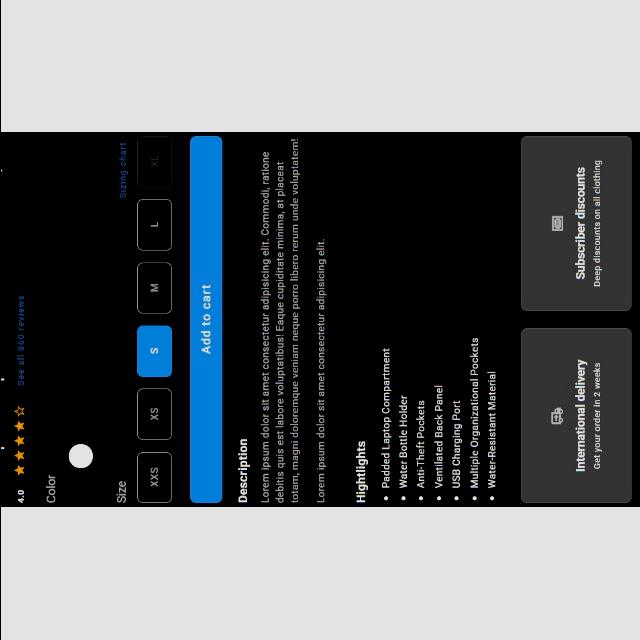 4.0 See all 860 reviews
Color
Size Sizing chart
XXS XS S M L XL
Add to cart
Description
Lorem ipsum dolor sit amet consectetur adipisicing elit. Commodi, ratione
debitis quis est labore voluptatibus! Eaque cupiditate minima, at placeat
totam, magni doloremque veniam neque porro libero rerum unde voluptatem!
Lorem ipsum dolor sit amet consectetur adipisicing elit.
Hightlights
Padded Laptop Compartment
Water Bottle Holder
Anti-Theft Pockets
Ventilated Back Panel
USB Charging Port
Multiple Organizational Pockets
Water-Resistant Material
International delivery
Get your order in 2 weeks
Subscriber discounts
Deep discounts on all clothing